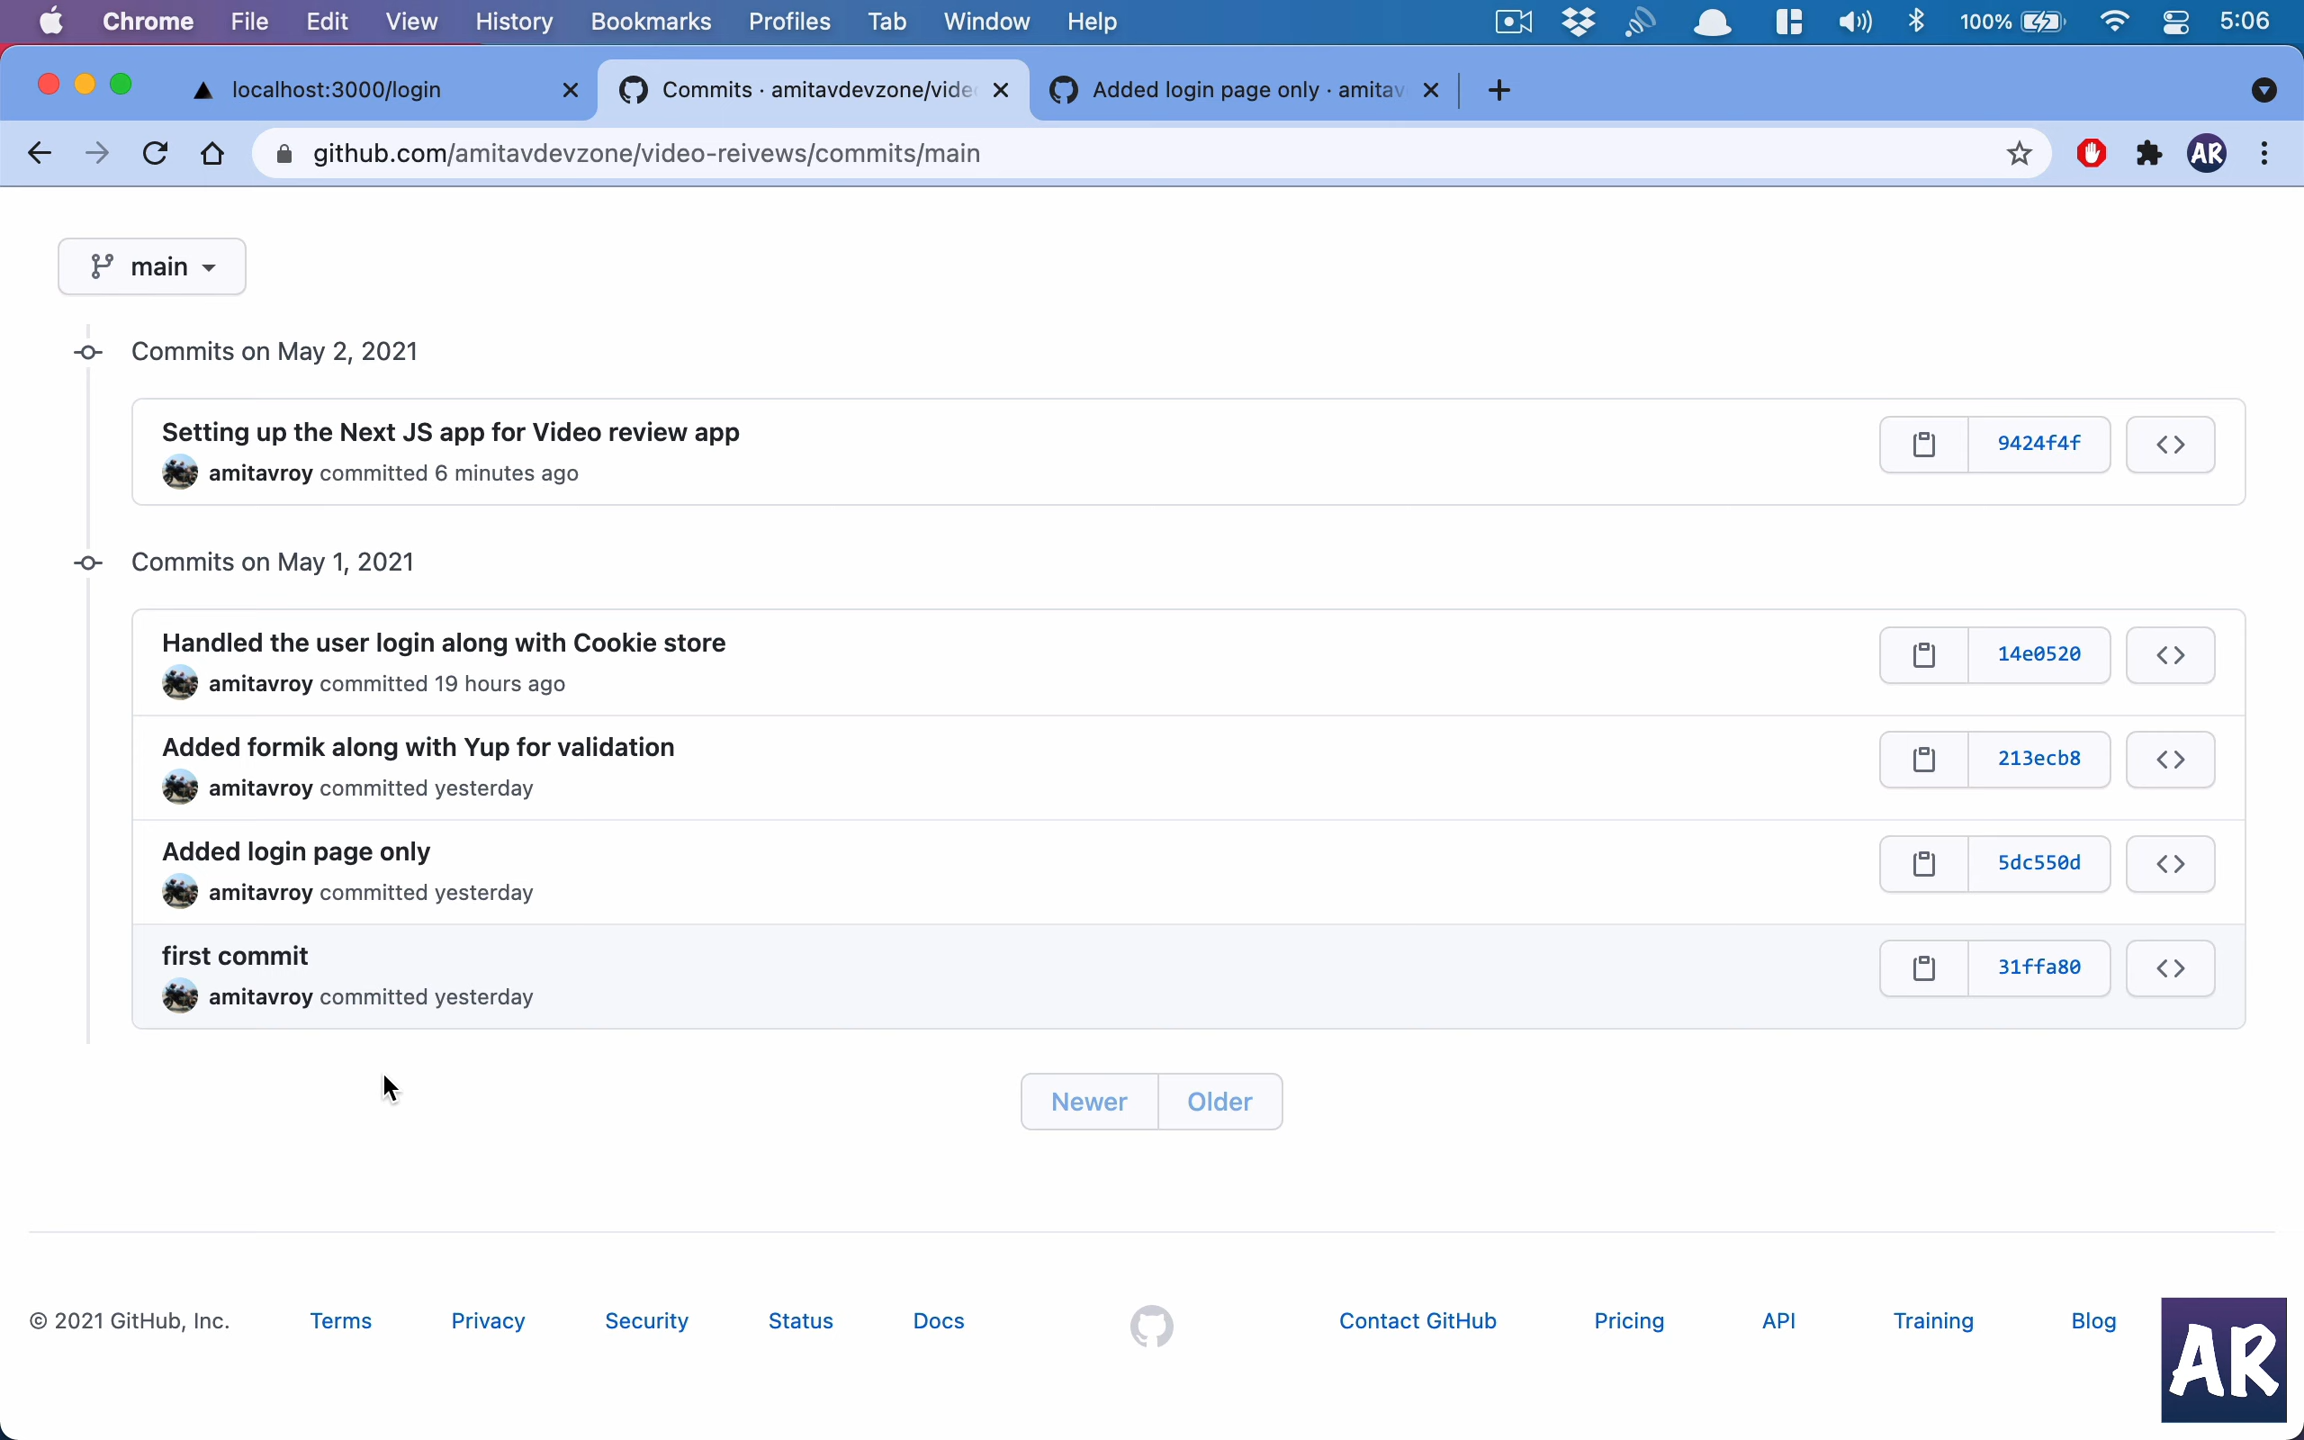 Chrome File Edit View History Bookmarks Profiles Tab Window Help 100% 5:06
localhost:3000/login Commits · amitavdevzone/vide Added login page only · amitav
github.com/amitavdevzone/video-reivews/commits/main AR
main
Commits on May 2, 2021
Setting up the Next JS app for Video review app
amitavroy committed 6 minutes ago
9424f4f
Commits on May 1, 2021
Handled the user login along with Cookie store
amitavroy committed 19 hours ago
14e0520
Added formik along with Yup for validation
amitavroy committed yesterday
213ecb8
Added login page only
amitavroy committed yesterday
5dc550d
first commit
amitavroy committed yesterday
31ffa80
Newer Older
© 2021 GitHub, Inc. Terms Privacy Security Status Docs Contact GitHub Pricing API Training Blog
AR